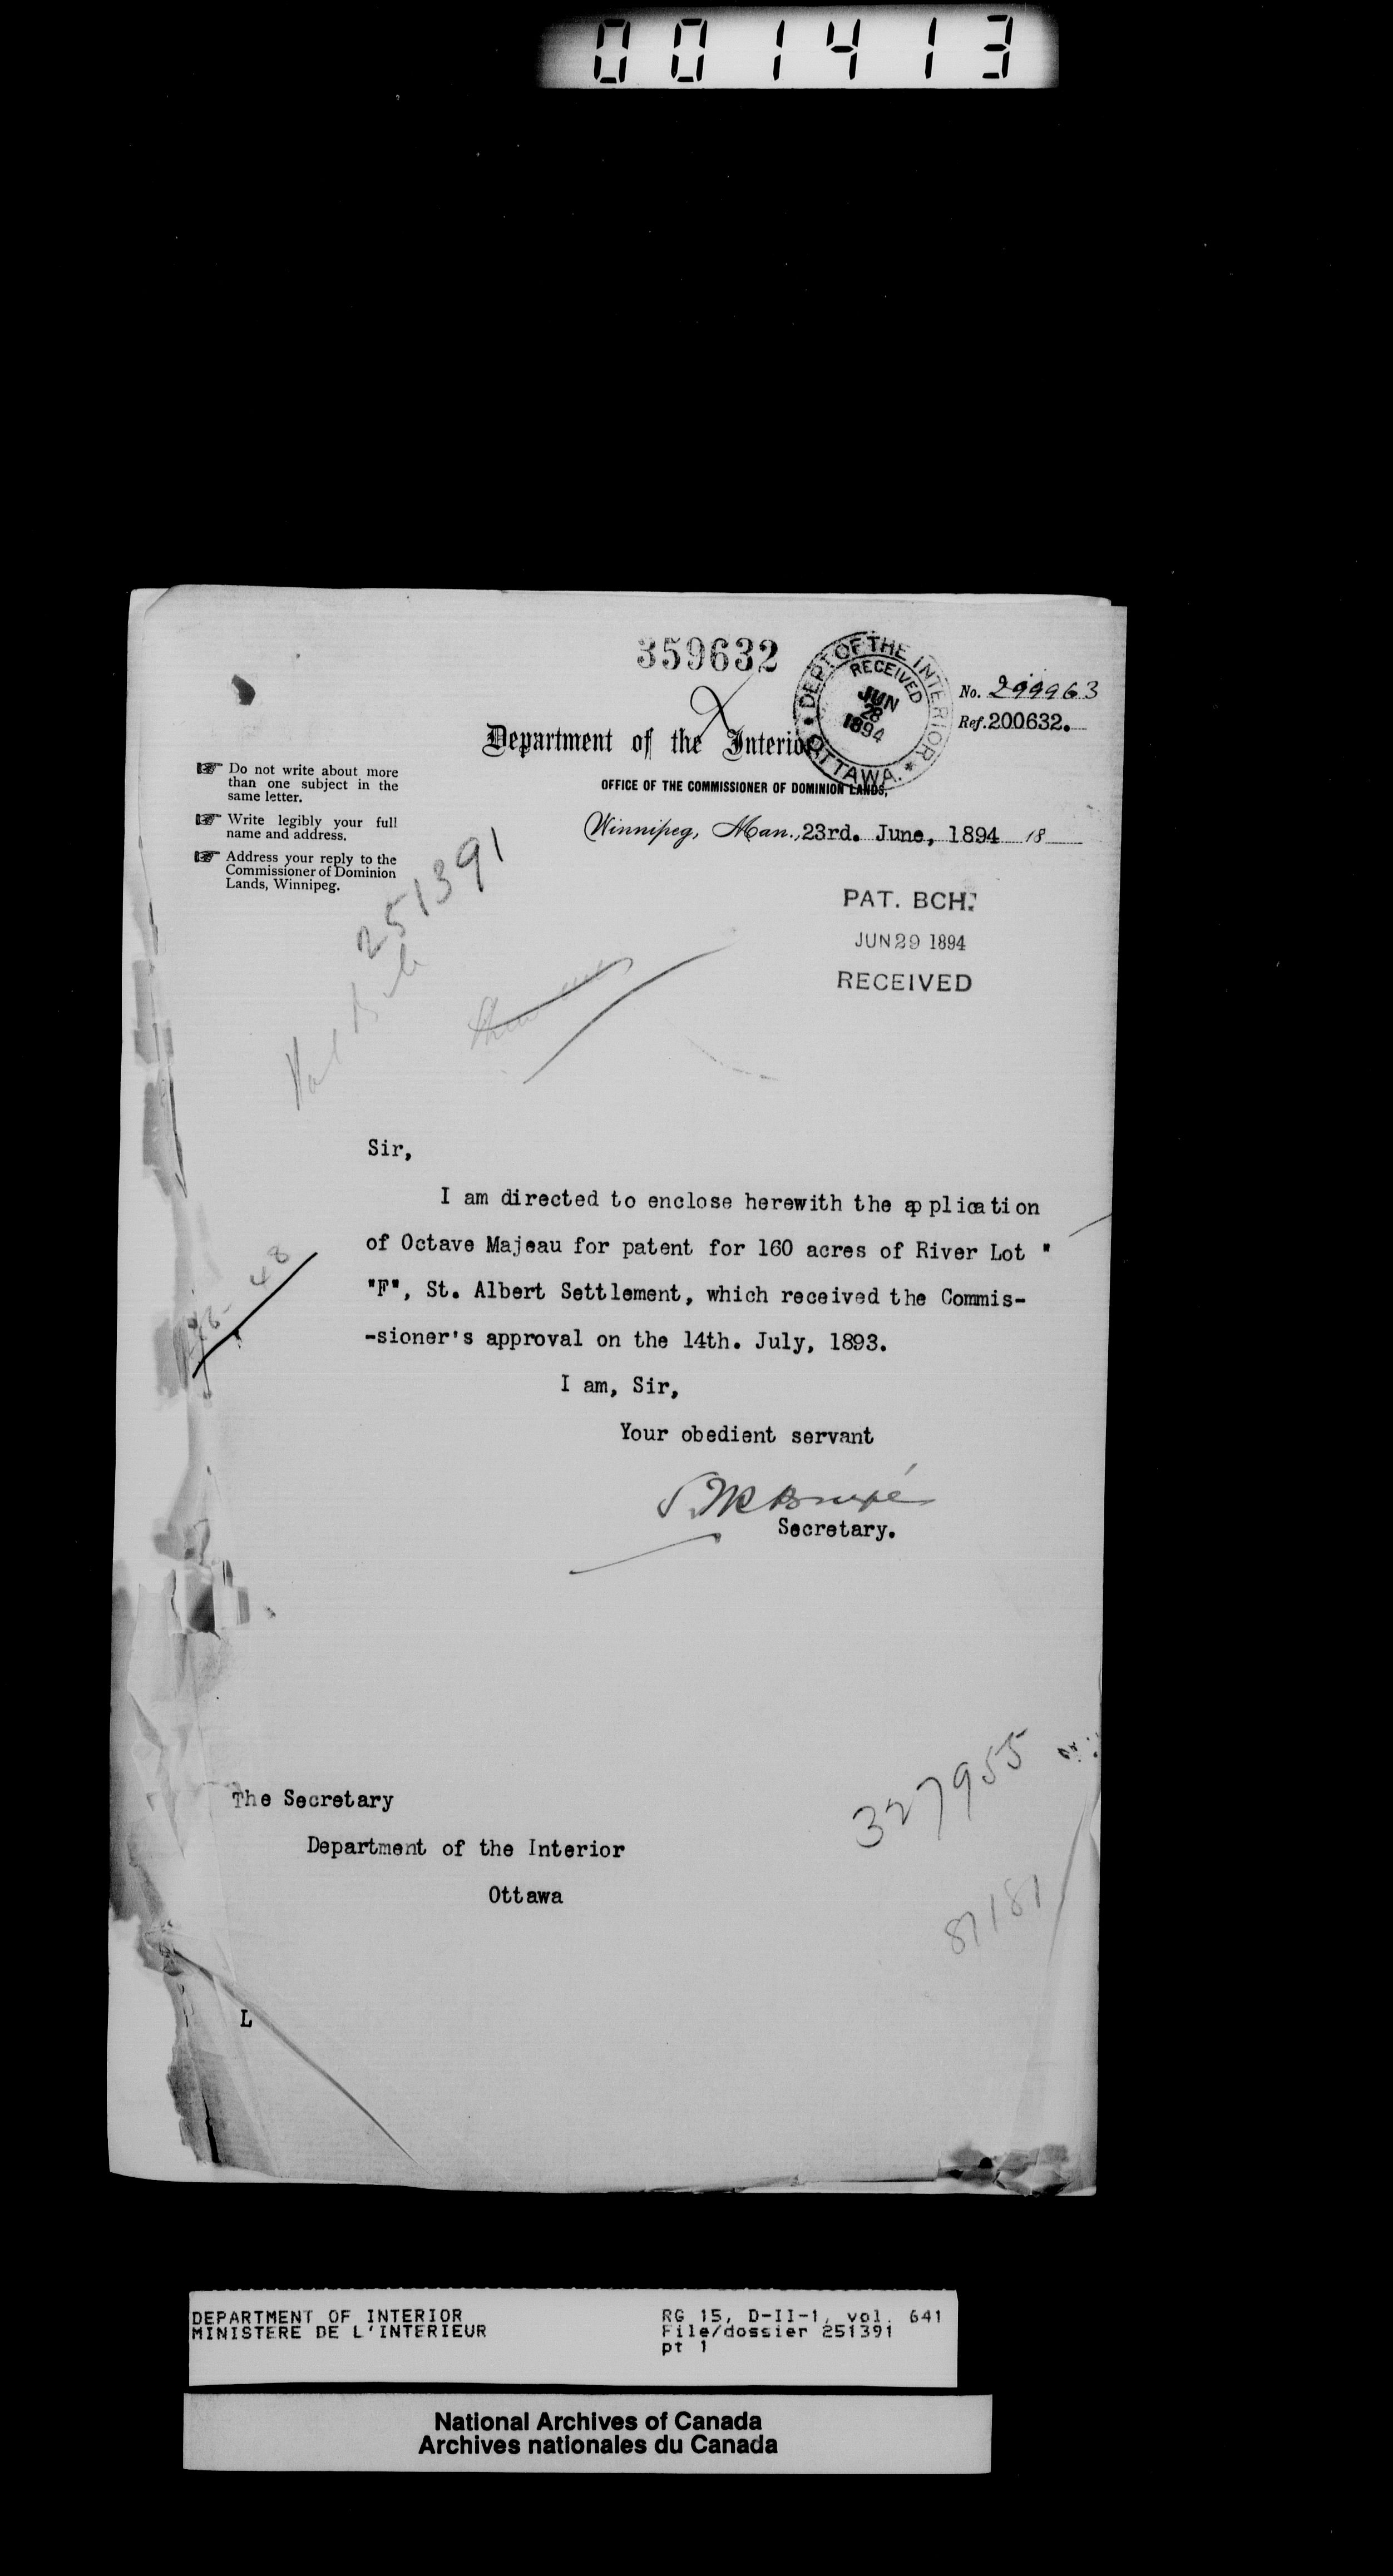 001413
359632
DEPT. OF THE INTERIOR
RECEIVED
JUN
28
1894
OTTAWA.
No. 299963
Ref. 200632.
Department of the Interior
OFFICE OF THE COMMISSIONER OF DOMINION LANDS,
Winnipeg, Man., 23rd. June, 1894 18
Do not write about more
than one subject in the
same letter.
Write legibly your full
name and address.
Address your reply to the
Commissioner of Dominion
Lands, Winnipeg.
251391
PAT. BCH.
JUN 29 1894
RECEIVED
Sir,
I am directed to enclose herewith the application
of Octave Majeau for patent for 160 acres of River Lot "
"F", St. Albert Settlement, which received the Commis-
-sioner's approval on the 14th. July, 1893.
I am, Sir,
Your obedient servant
Secretary.
327955
The Secretary
Department of the Interior
Ottawa
87181
L
DEPARTMENT OF INTERIOR
MINISTERE DE L'INTERIEUR
RG 15, D-II-1, vol. 641
File/dossier 251391
pt 1
National Archives of Canada
Archives nationales du Canada